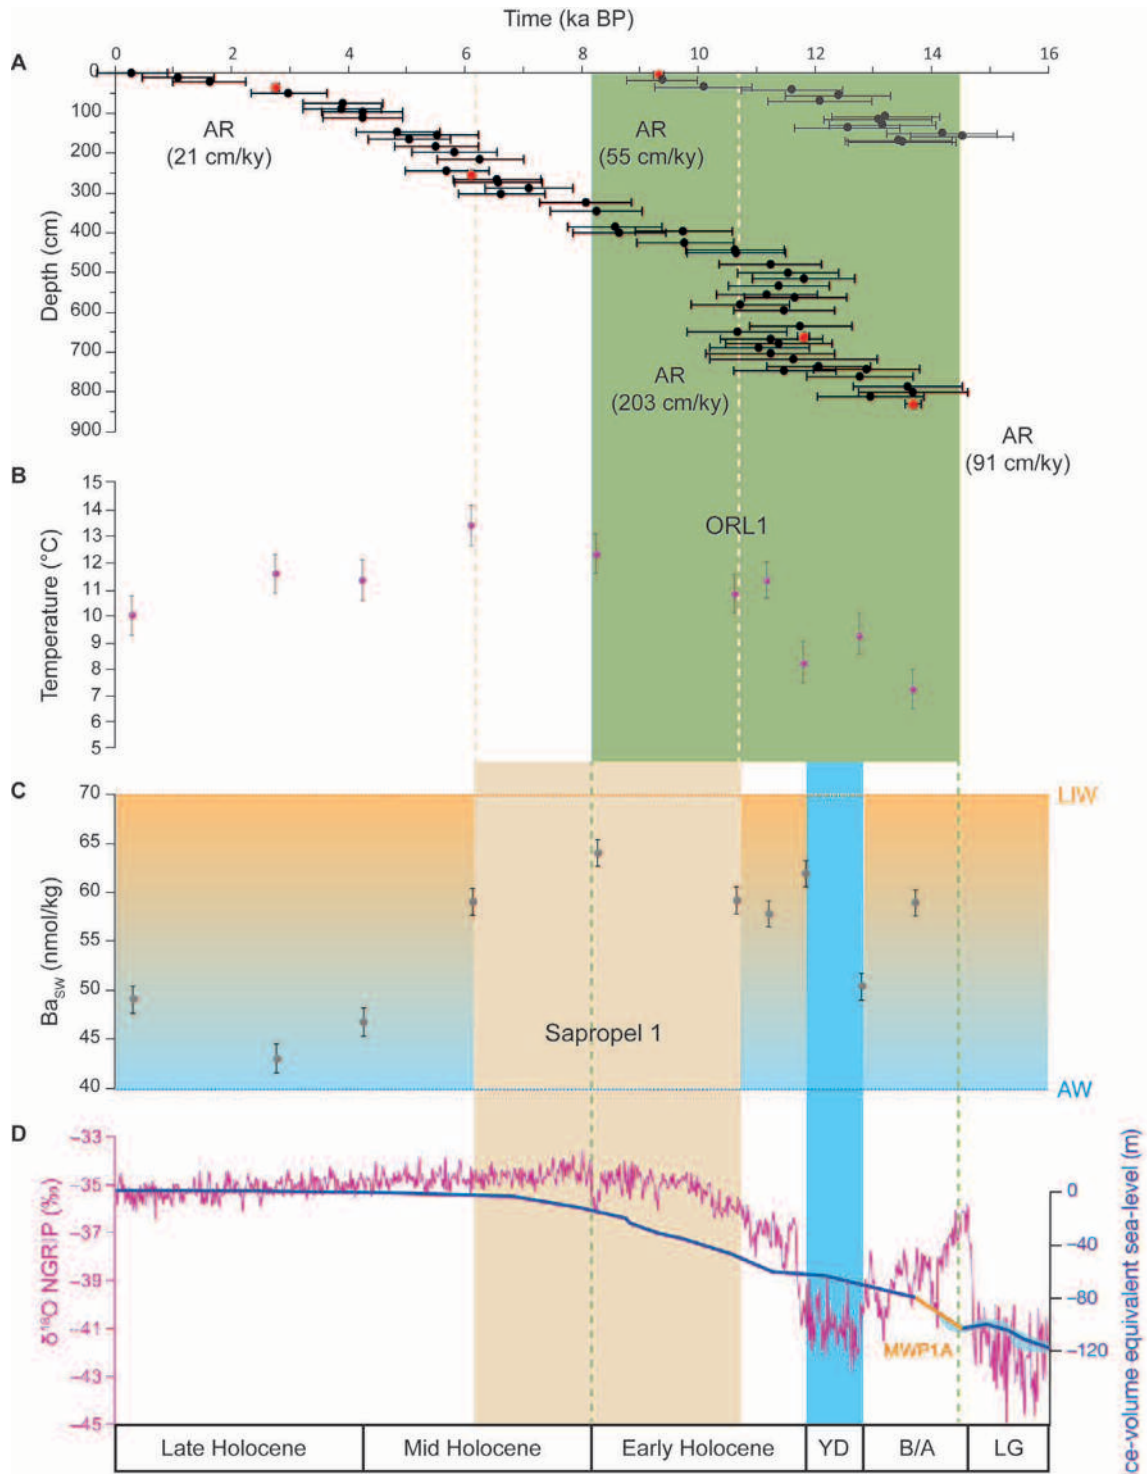 Time (ka BP)
0 2 4 6 8 10 12 14 16
A
0
100
200
300
400
500
600
700
800
900
Depth (cm)
AR
(21 cm/ky)
AR
(55 cm/ky)
AR
(203 cm/ky)
AR
(91 cm/ky)
B
15
14
13
12
11
10
9
8
7
6
5
Temperature (°C)
ORL1
C
70
65
60
55
50
45
40
Ba_SW (nmol/kg)
LIW
Sapropel 1
AW
D
–33
–35
–37
–39
–41
–43
–45
δ¹⁸O NGRIP (‰)
MWP1A
0
–40
–80
–120
ce-volume equivalent sea-level (m)
Late Holocene Mid Holocene Early Holocene YD B/A LG